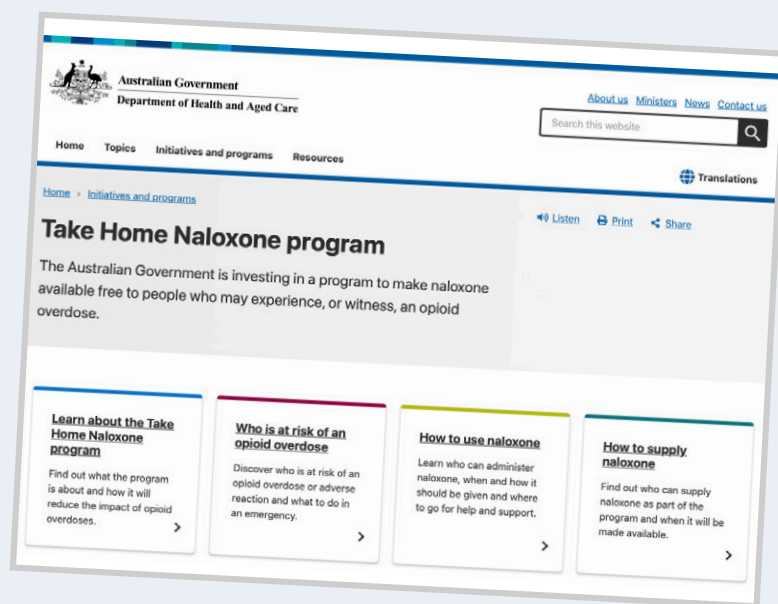 Australian Government
Department of Health and Aged Care
About us Ministers News Contact us
Search this website
Home Topics Initiatives and programs Resources
Translations
Home > Initiatives and programs
Listen Print Share
Take Home Naloxone program
The Australian Government is investing in a program to make naloxone
available free to people who may experience, or witness, an opioid
overdose.
Learn about the Take
Home Naloxone
program
Find out what the program
is about and how it will
reduce the impact of opioid
overdoses.
Who is at risk of an
opioid overdose
Discover who is at risk of an
opioid overdose or adverse
reaction and what to do in
an emergency.
How to use naloxone
Learn who can administer
naloxone, when and how it
should be given and where
to go for help and support.
How to supply
naloxone
Find out who can supply
naloxone as part of the
program and when it will be
made available.